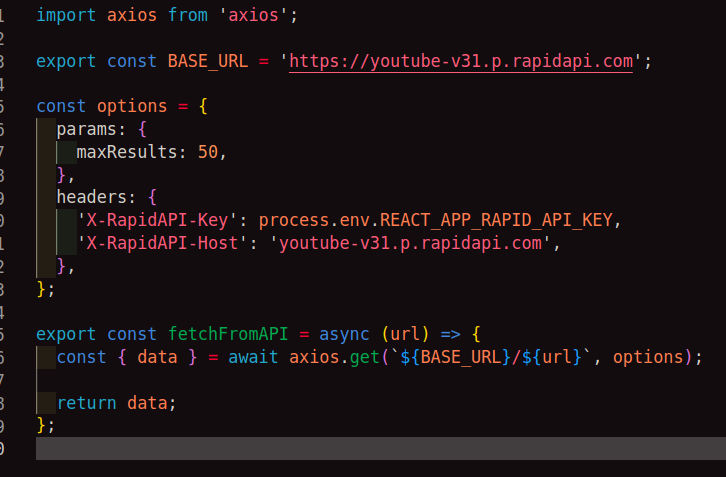 1 import axios from 'axios';
2
3 export const BASE_URL = 'https://youtube-v31.p.rapidapi.com';
4
5 const options = {
6   params: {
7     maxResults: 50,
8   },
9   headers: {
0     'X-RapidAPI-Key': process.env.REACT_APP_RAPID_API_KEY,
1     'X-RapidAPI-Host': 'youtube-v31.p.rapidapi.com',
2   },
3 };
4
5 export const fetchFromAPI = async (url) => {
6   const { data } = await axios.get(`${BASE_URL}/${url}`, options);
7
8   return data;
9 };
0